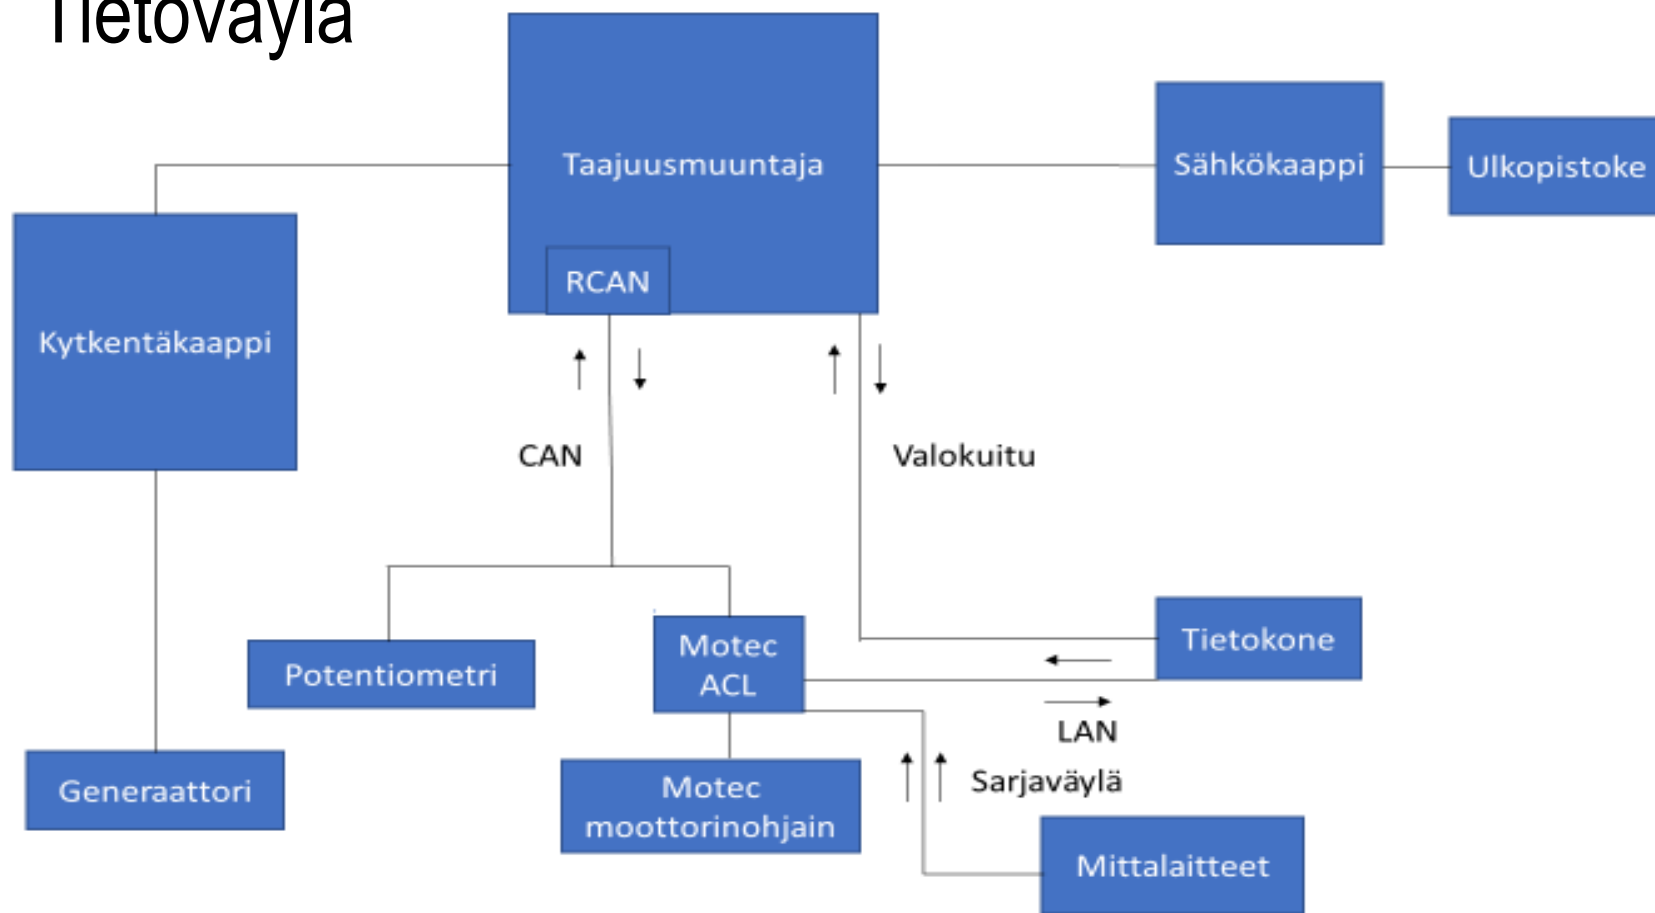 Tietoväylä
Taajuusmuuntaja
Sähkökaappi
Ulkopistoke
RCAN
Kytkentäkaappi
CAN
Valokuitu
Tietokone
Motec
ACL
Potentiometri
LAN
Sarjaväylä
Generaattori
Motec
moottorinohjain
Mittalaitteet